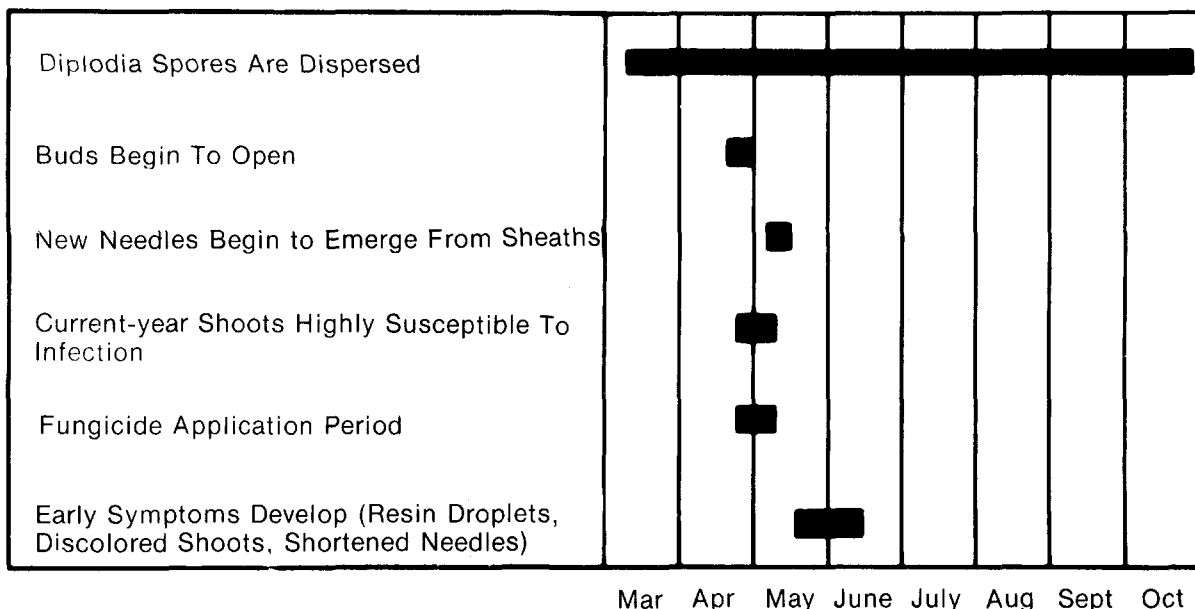 Diplodia Spores Are Dispersed
Buds Begin To Open
New Needles Begin to Emerge From Sheaths
Current-year Shoots Highly Susceptible To
Infection
Fungicide Application Period
Early Symptoms Develop (Resin Droplets,
Discolored Shoots, Shortened Needles)
Mar Apr May June July Aug Sept Oct